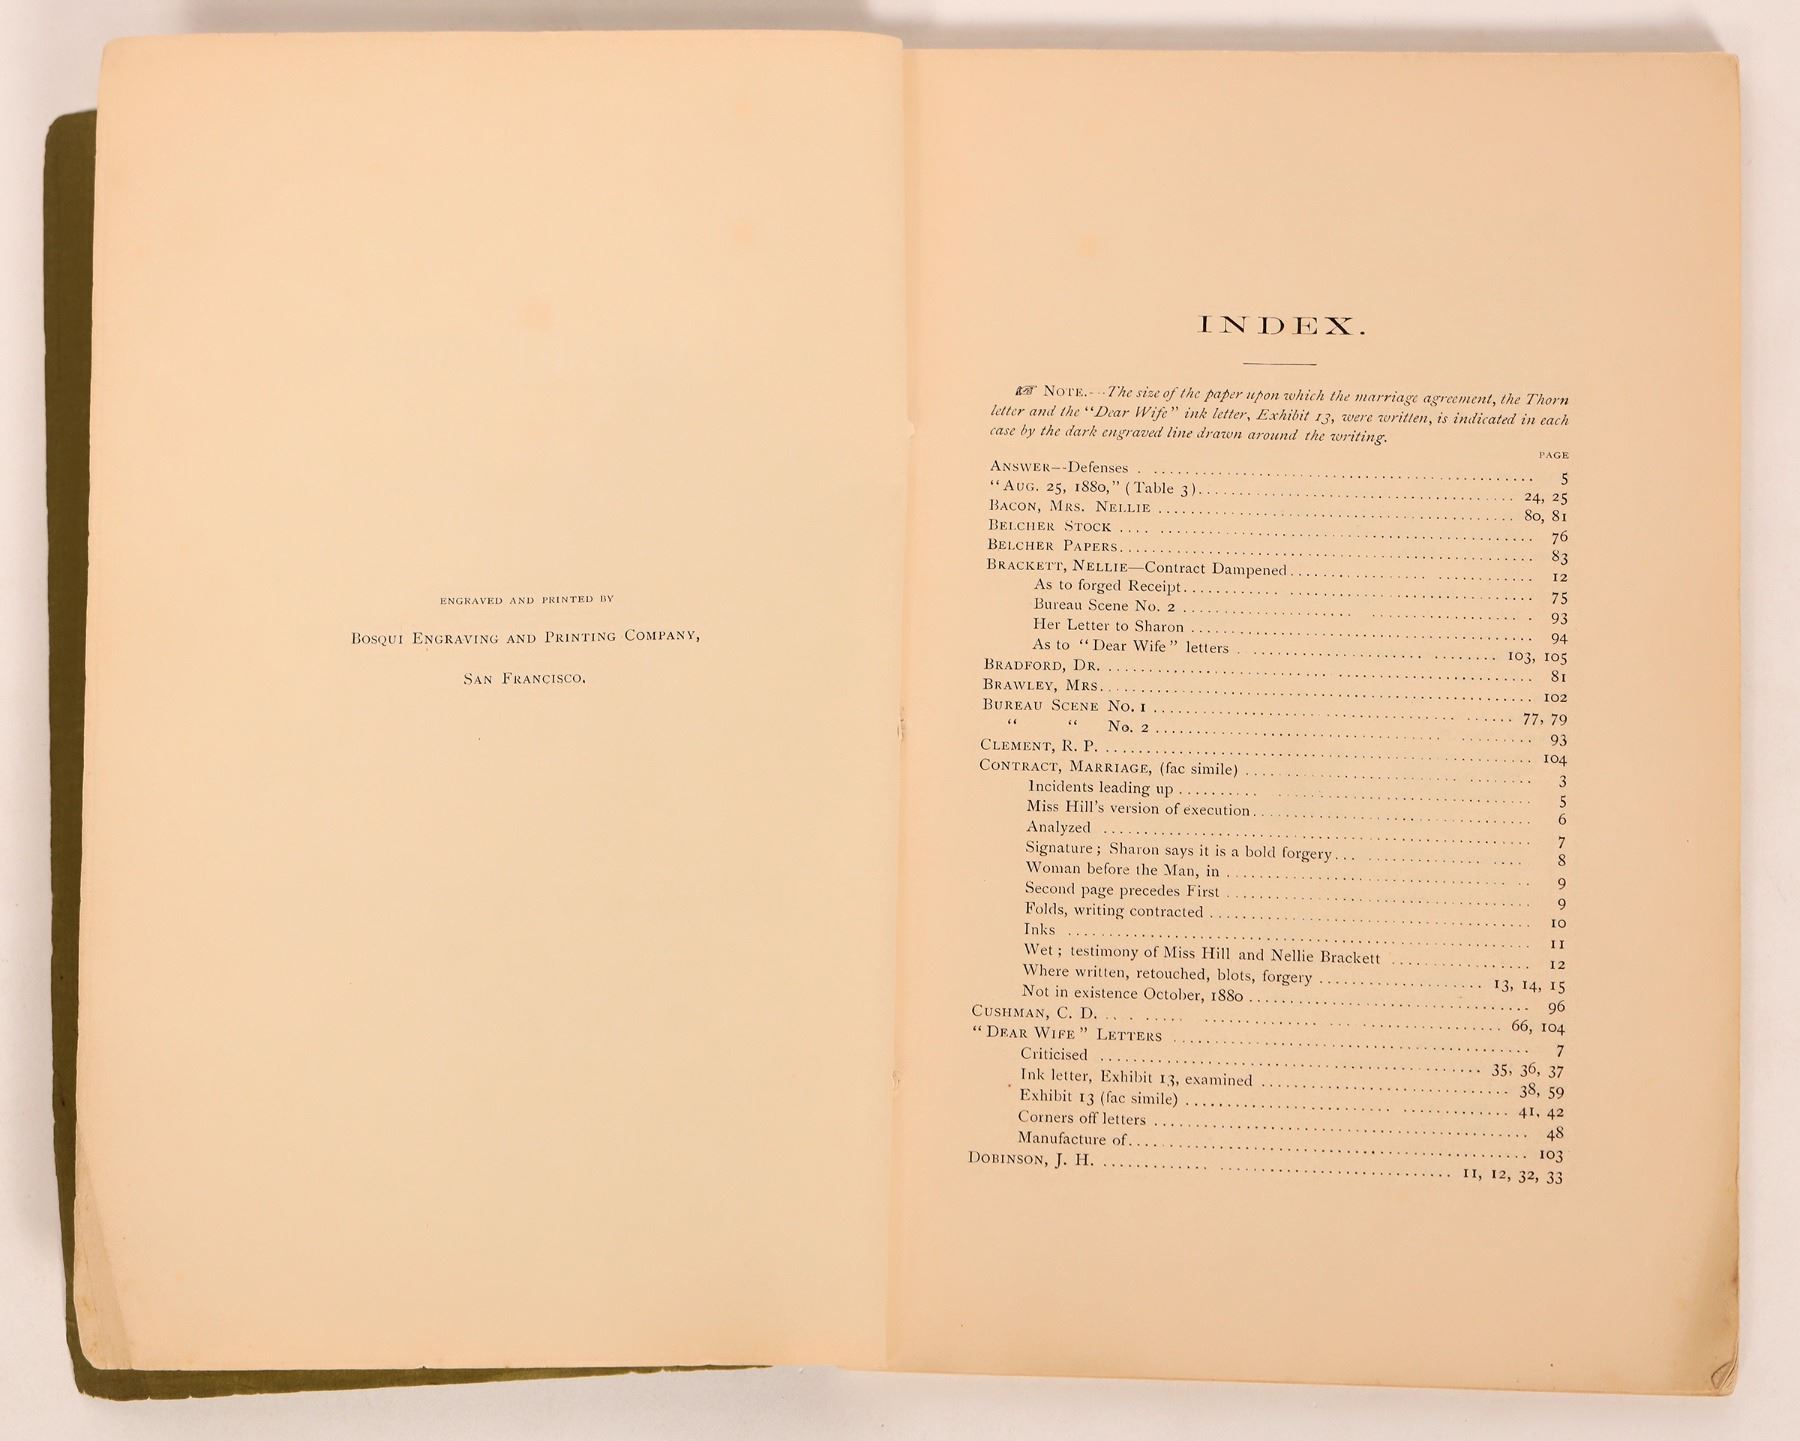 ENGRAVED AND PRINTED BY
BOSQUI ENGRAVING AND PRINTING COMPANY,
SAN FRANCISCO.
INDEX.
☞ NOTE.--The size of the paper upon which the marriage agreement, the Thorn
letter and the "Dear Wife" ink letter, Exhibit 13, were written, is indicated in each
case by the dark engraved line drawn around the writing.
PAGE
ANSWER--Defenses . . . . . 5
"AUG. 25, 1880," (Table 3) . . . . . 24, 25
BACON, MRS. NELLIE . . . . . 80, 81
BELCHER STOCK . . . . . 76
BELCHER PAPERS . . . . . 83
BRACKETT, NELLIE—Contract Dampened . . . . . 12
As to forged Receipt . . . . . 75
Bureau Scene No. 2 . . . . . 93
Her Letter to Sharon . . . . . 94
As to "Dear Wife" letters . . . . . 103, 105
BRADFORD, DR. . . . . . 81
BRAWLEY, MRS. . . . . . 102
BUREAU SCENE No. 1 . . . . . 77, 79
" " No. 2 . . . . . 93
CLEMENT, R. P. . . . . . 104
CONTRACT, MARRIAGE, (fac simile) . . . . . 3
Incidents leading up . . . . . 5
Miss Hill's version of execution . . . . . 6
Analyzed . . . . . 7
Signature; Sharon says it is a bold forgery . . . . . 8
Woman before the Man, in . . . . . 9
Second page precedes First . . . . . 9
Folds, writing contracted . . . . . 10
Inks . . . . . 11
Wet; testimony of Miss Hill and Nellie Brackett . . . . . 12
Where written, retouched, blots, forgery . . . . . 13, 14, 15
Not in existence October, 1880 . . . . . 96
CUSHMAN, C. D. . . . . . 66, 104
"DEAR WIFE" LETTERS . . . . . 7
Criticised . . . . . 35, 36, 37
Ink letter, Exhibit 13, examined . . . . . 38, 59
Exhibit 13 (fac simile) . . . . . 41, 42
Corners off letters . . . . . 48
Manufacture of . . . . . 103
DOBINSON, J. H. . . . . . 11, 12, 32, 33